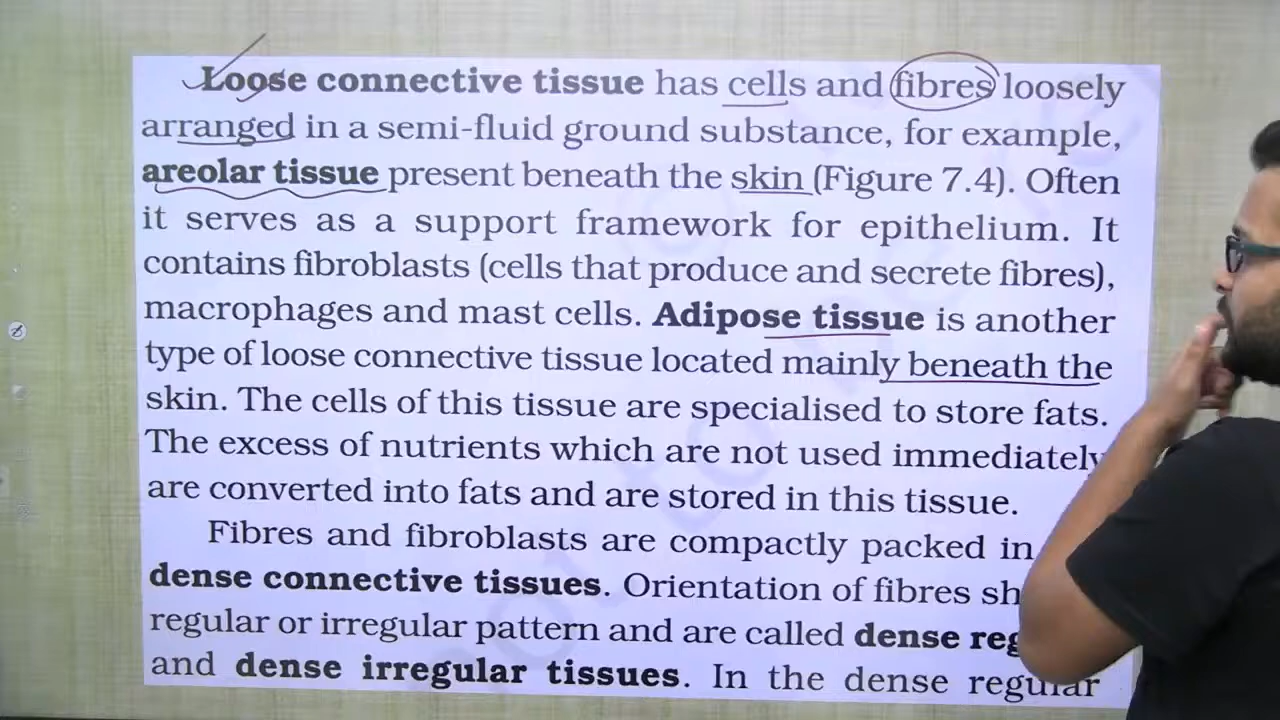 Loose connective tissue has cells and fibres loosely
arranged in a semi-fluid ground substance, for example,
areolar tissue present beneath the skin (Figure 7.4). Often
it serves as a support framework for epithelium. It
contains fibroblasts (cells that produce and secrete fibres),
macrophages and mast cells. Adipose tissue is another
type of loose connective tissue located mainly beneath the
skin. The cells of this tissue are specialised to store fats.
The excess of nutrients which are not used immediately
are converted into fats and are stored in this tissue.
Fibres and fibroblasts are compactly packed in
dense connective tissues. Orientation of fibres
regular or irregular pattern and are called dense
and dense irregular tissues. In the dense regular